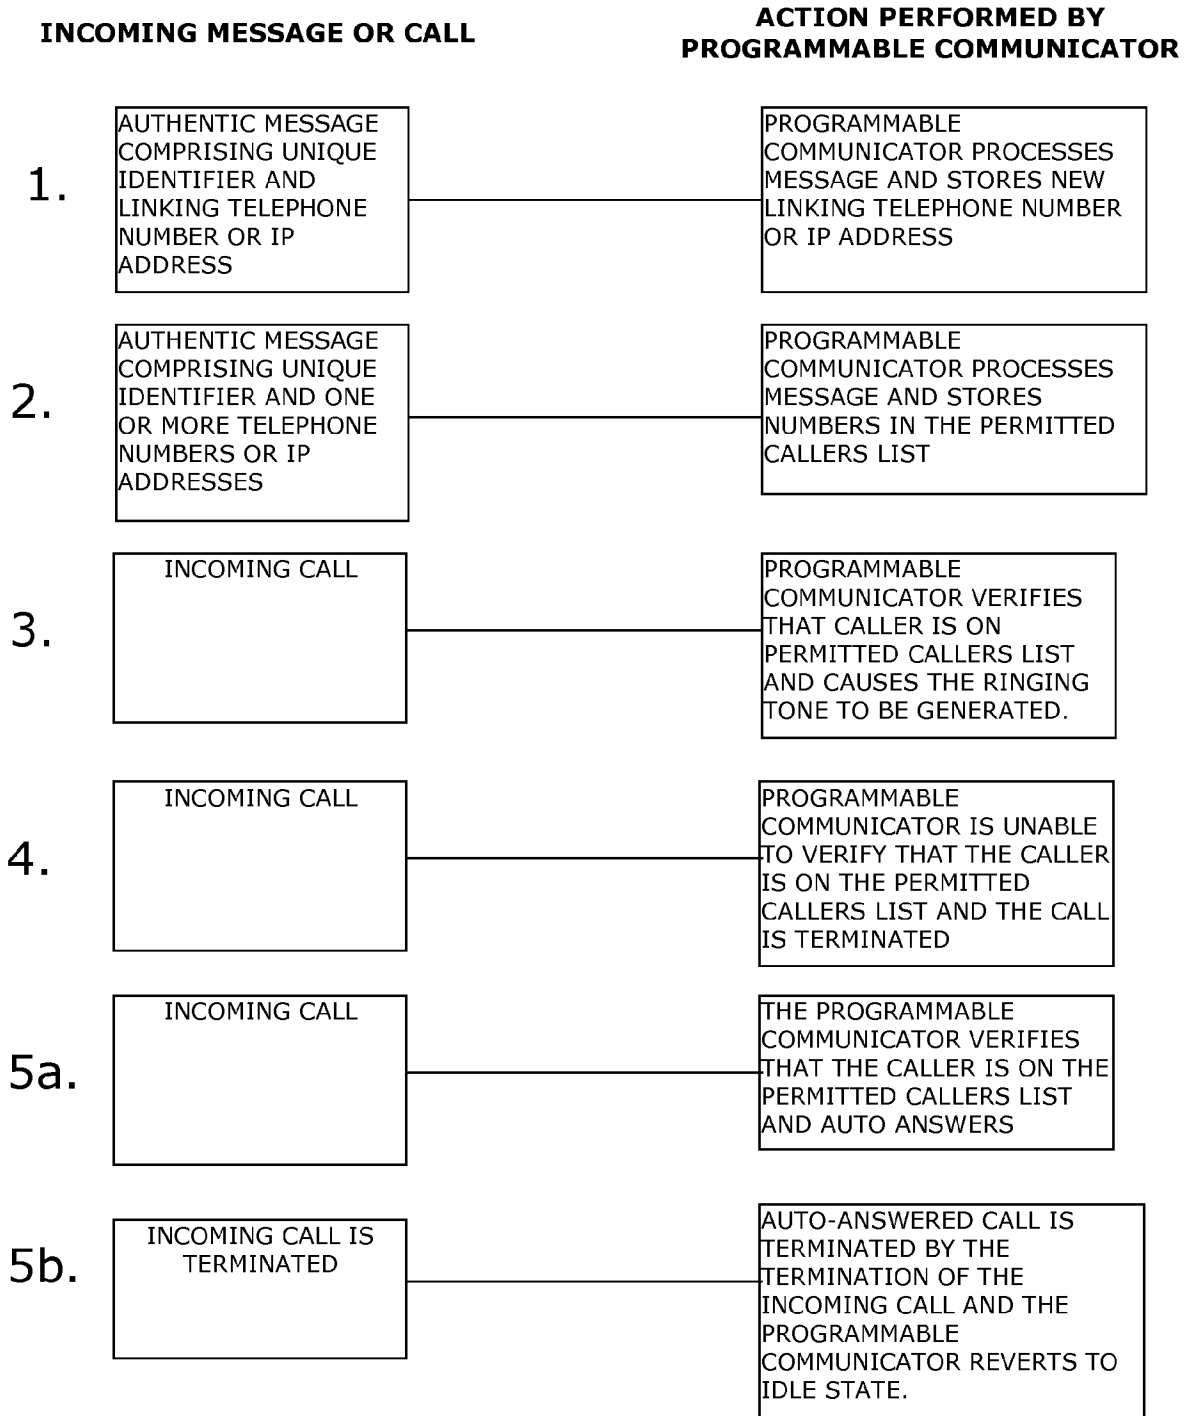 INCOMING MESSAGE OR CALL
ACTION PERFORMED BY
PROGRAMMABLE COMMUNICATOR
1.
AUTHENTIC MESSAGE
COMPRISING UNIQUE
IDENTIFIER AND
LINKING TELEPHONE
NUMBER OR IP
ADDRESS
PROGRAMMABLE
COMMUNICATOR PROCESSES
MESSAGE AND STORES NEW
LINKING TELEPHONE NUMBER
OR IP ADDRESS
2.
AUTHENTIC MESSAGE
COMPRISING UNIQUE
IDENTIFIER AND ONE
OR MORE TELEPHONE
NUMBERS OR IP
ADDRESSES
PROGRAMMABLE
COMMUNICATOR PROCESSES
MESSAGE AND STORES
NUMBERS IN THE PERMITTED
CALLERS LIST
3.
INCOMING CALL
PROGRAMMABLE
COMMUNICATOR VERIFIES
THAT CALLER IS ON
PERMITTED CALLERS LIST
AND CAUSES THE RINGING
TONE TO BE GENERATED.
4.
INCOMING CALL
PROGRAMMABLE
COMMUNICATOR IS UNABLE
TO VERIFY THAT THE CALLER
IS ON THE PERMITTED
CALLERS LIST AND THE CALL
IS TERMINATED
5a.
INCOMING CALL
THE PROGRAMMABLE
COMMUNICATOR VERIFIES
THAT THE CALLER IS ON THE
PERMITTED CALLERS LIST
AND AUTO ANSWERS
5b.
INCOMING CALL IS
TERMINATED
AUTO-ANSWERED CALL IS
TERMINATED BY THE
TERMINATION OF THE
INCOMING CALL AND THE
PROGRAMMABLE
COMMUNICATOR REVERTS TO
IDLE STATE.